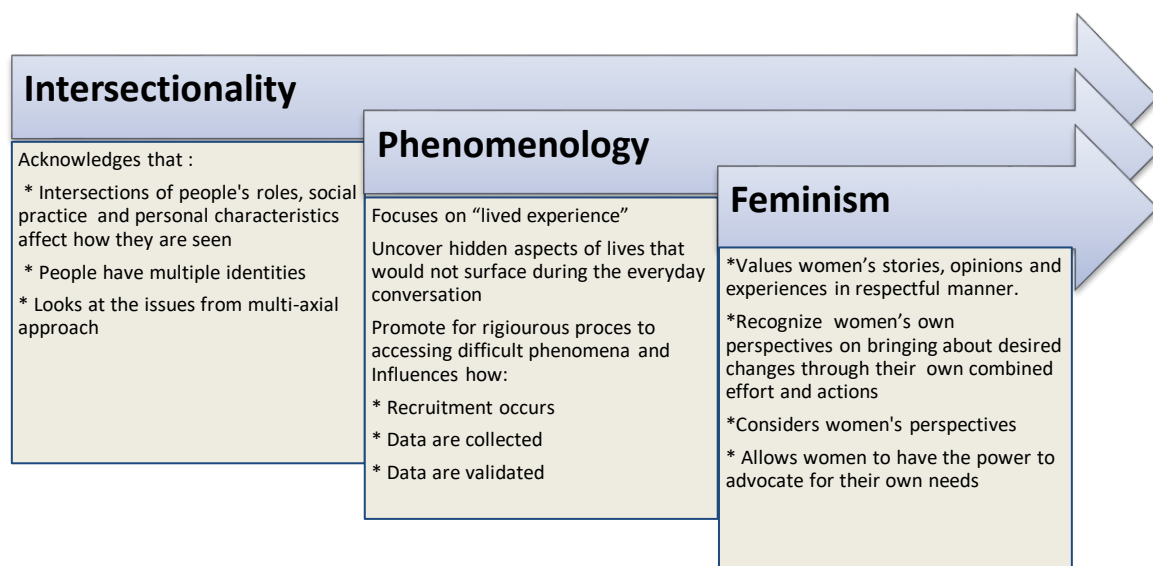 Intersectionality
Acknowledges that :
* Intersections of people's roles, social
practice and personal characteristics
affect how they are seen
* People have multiple identities
* Looks at the issues from multi-axial
approach
Phenomenology
Focuses on “lived experience”
Uncover hidden aspects of lives that
would not surface during the everyday
conversation
Promote for rigiourous proces to
accessing difficult phenomena and
Influences how:
* Recruitment occurs
* Data are collected
* Data are validated
Feminism
*Values women’s stories, opinions and
experiences in respectful manner.
*Recognize women’s own
perspectives on bringing about desired
changes through their own combined
effort and actions
*Considers women's perspectives
* Allows women to have the power to
advocate for their own needs